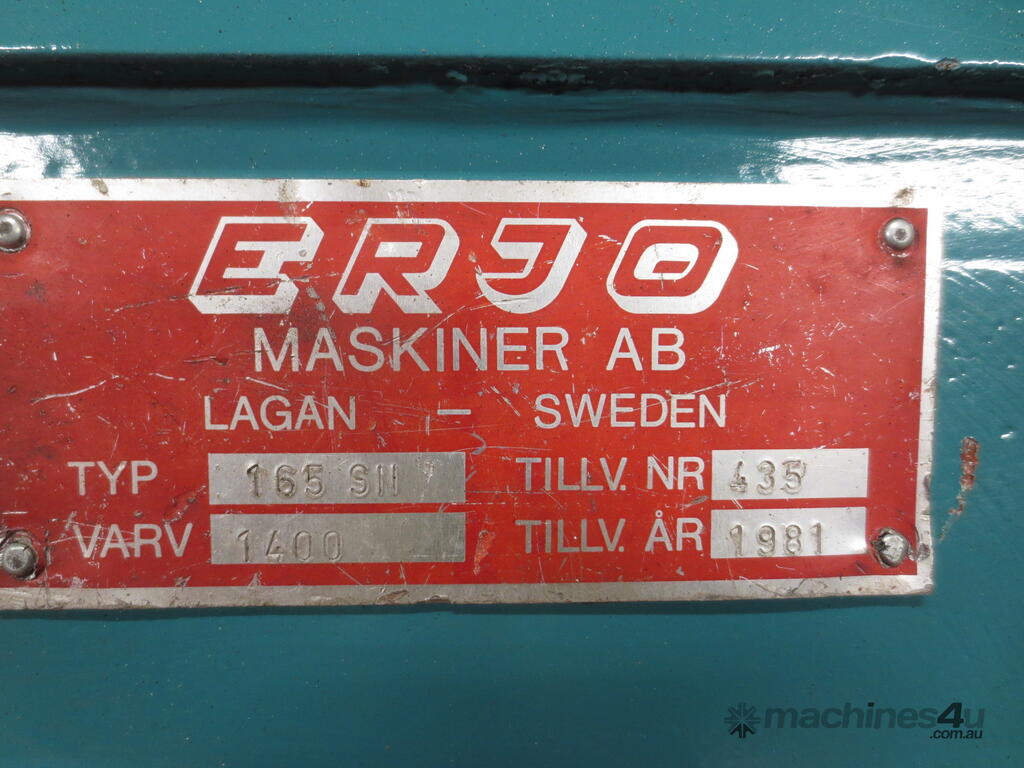 ERJO
MASKINER AB
LAGAN – SWEDEN
TYP 165 SII TILLV. NR 435
VARV 1400 TILLV. ÅR 1981
machines4u
.com.au